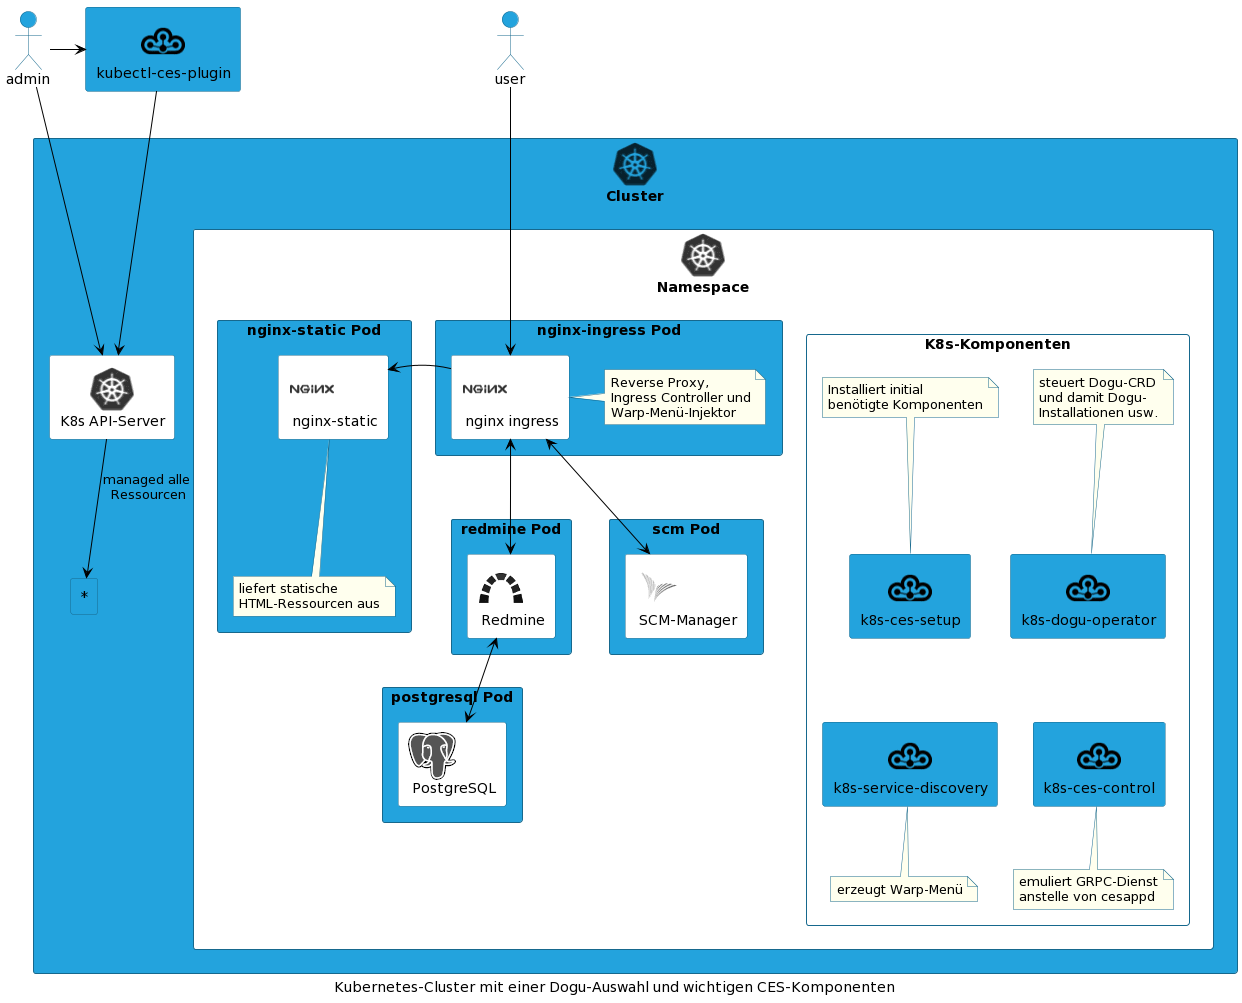 admin
kubectl-ces-plugin
user
Cluster
Namespace
nginx-static Pod
NGINX
nginx-static
liefert statische
HTML-Ressourcen aus
nginx-ingress Pod
NGINX
nginx ingress
Reverse Proxy,
Ingress Controller und
Warp-Menü-Injektor
K8s API-Server
managed alle
Ressourcen
*
redmine Pod
Redmine
scm Pod
SCM-Manager
postgresql Pod
PostgreSQL
K8s-Komponenten
Installiert initial
benötigte Komponenten
steuert Dogu-CRD
und damit Dogu-
Installationen usw.
k8s-ces-setup
k8s-dogu-operator
k8s-service-discovery
k8s-ces-control
erzeugt Warp-Menü
emuliert GRPC-Dienst
anstelle von cesappd
Kubernetes-Cluster mit einer Dogu-Auswahl und wichtigen CES-Komponenten